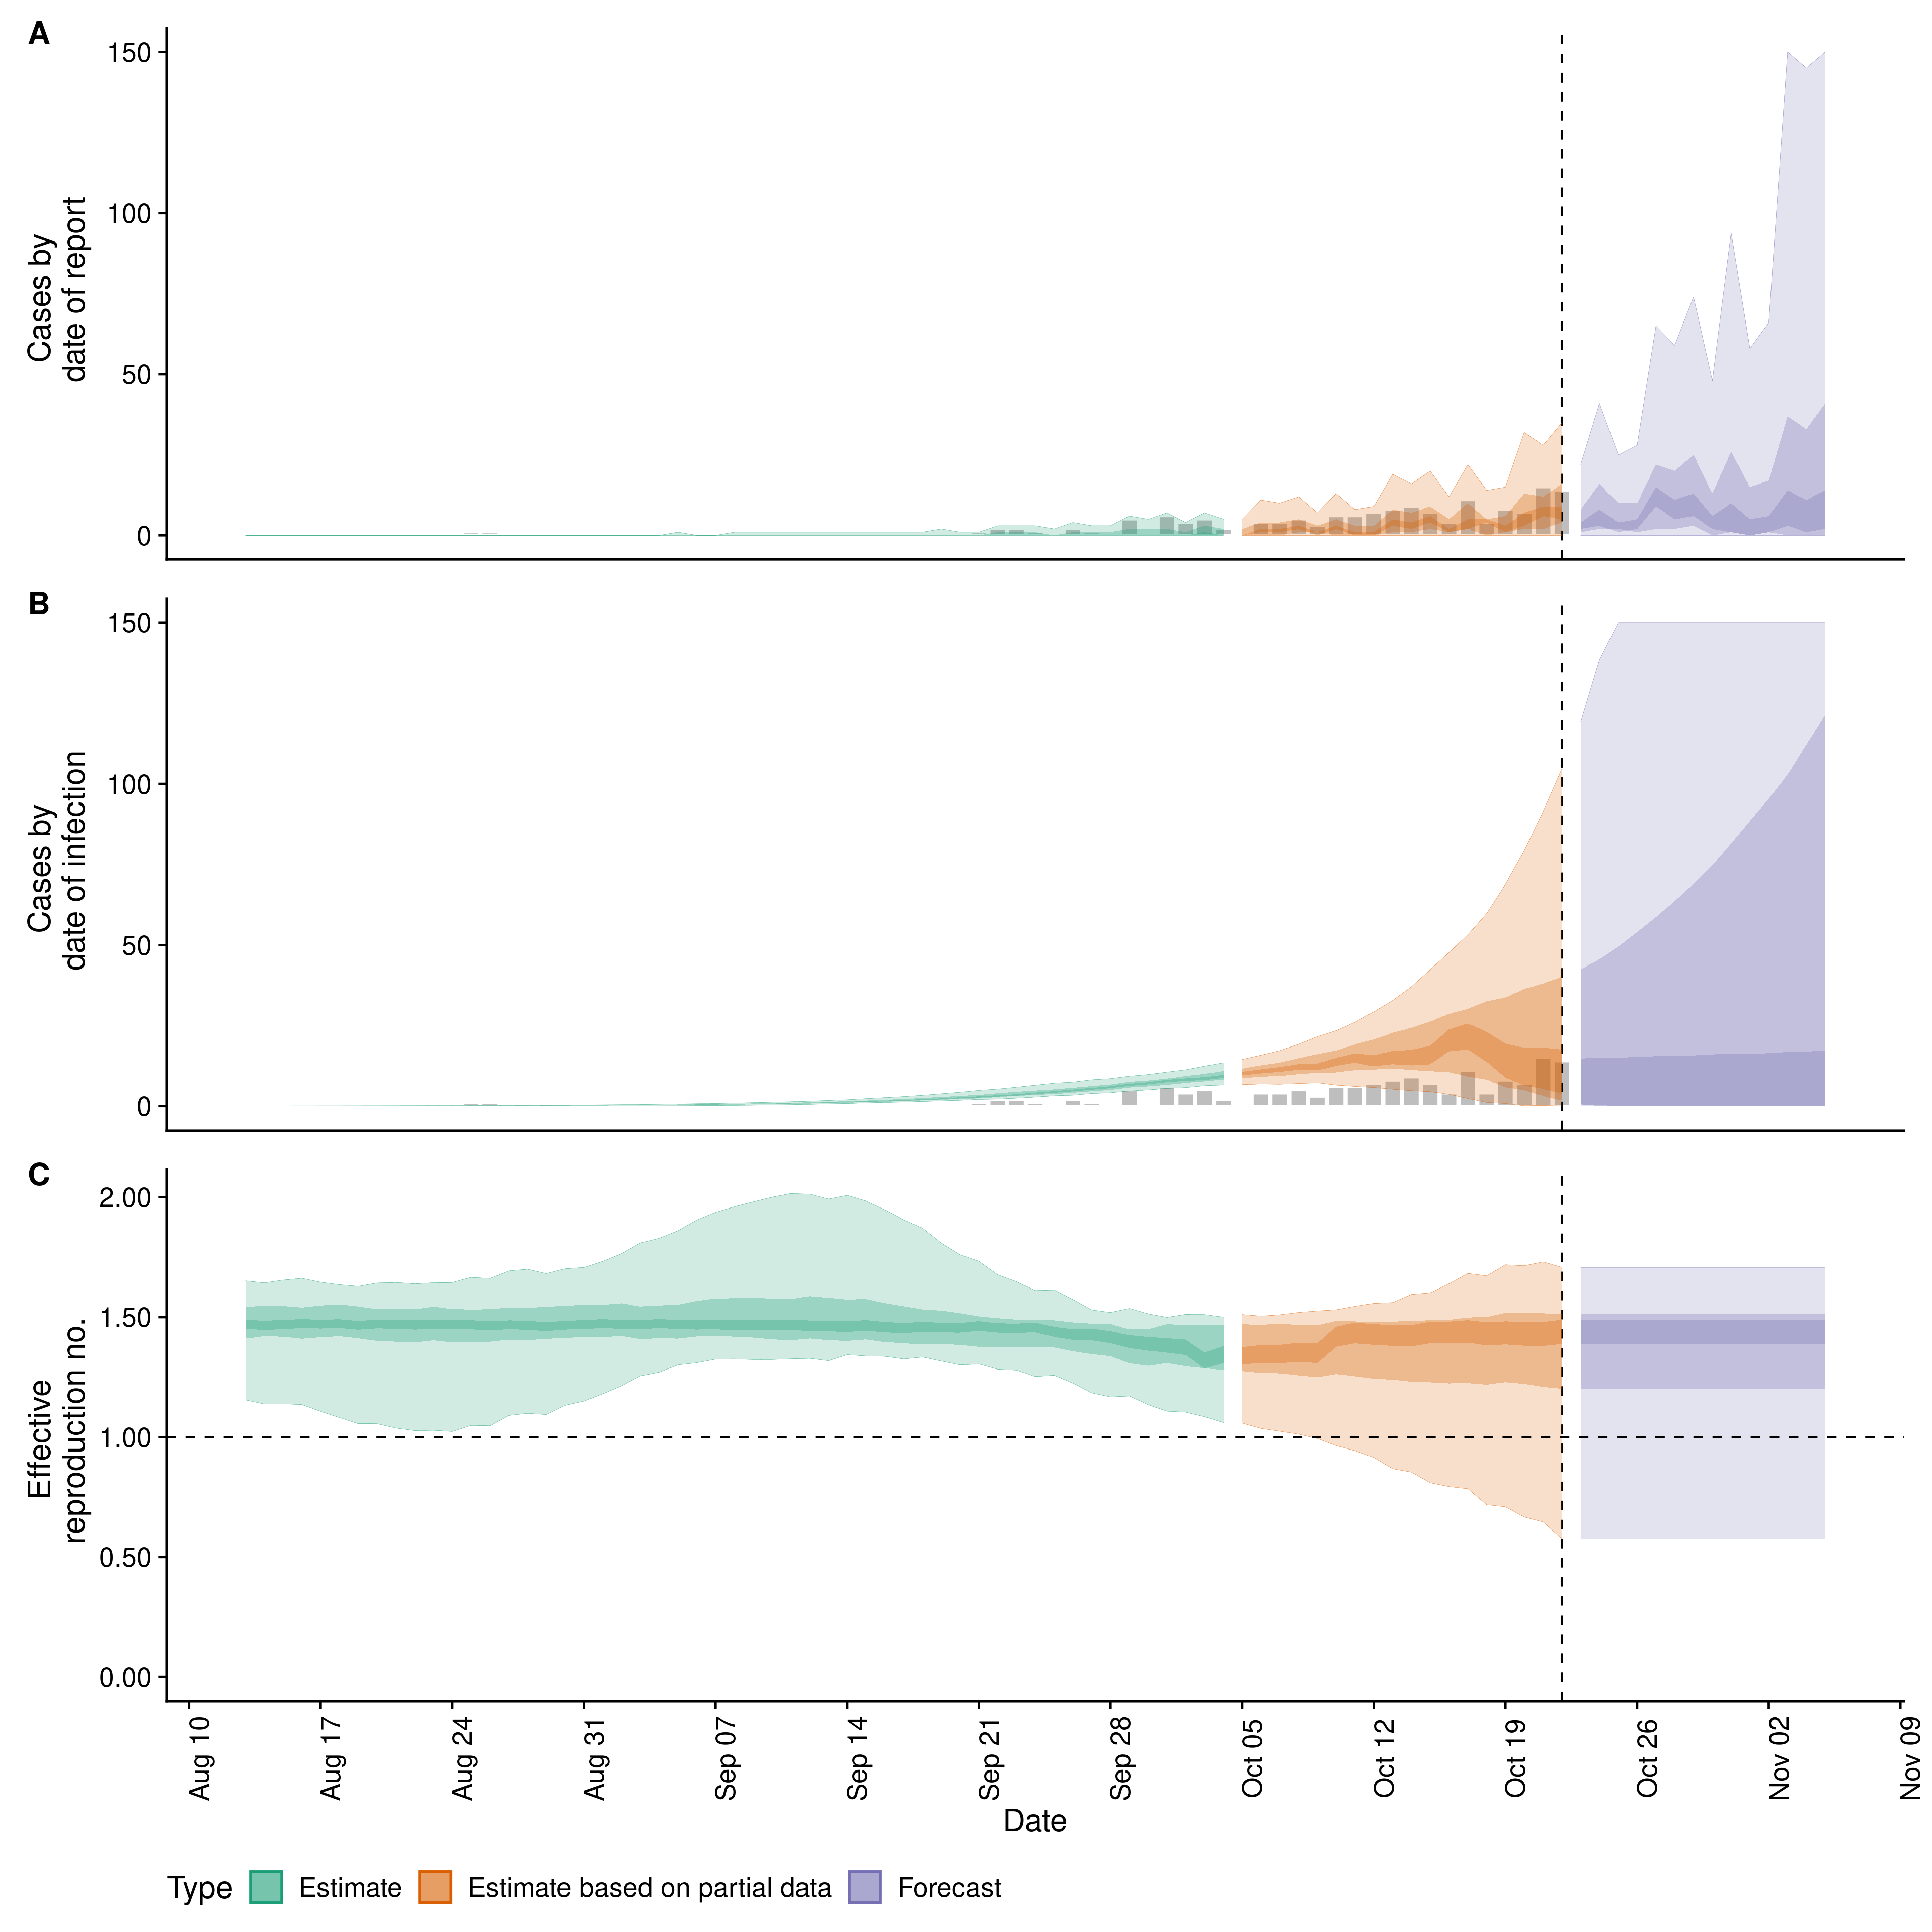 A
150
100
50
0
Cases by
date of report
B
150
100
50
0
Cases by
date of infection
C
2.00
1.50
1.00
0.50
0.00
Effective
reproduction no.
Aug 10
Aug 17
Aug 24
Aug 31
Sep 07
Sep 14
Sep 21
Sep 28
Oct 05
Oct 12
Oct 19
Oct 26
Nov 02
Nov 09
Date
Type Estimate Estimate based on partial data Forecast